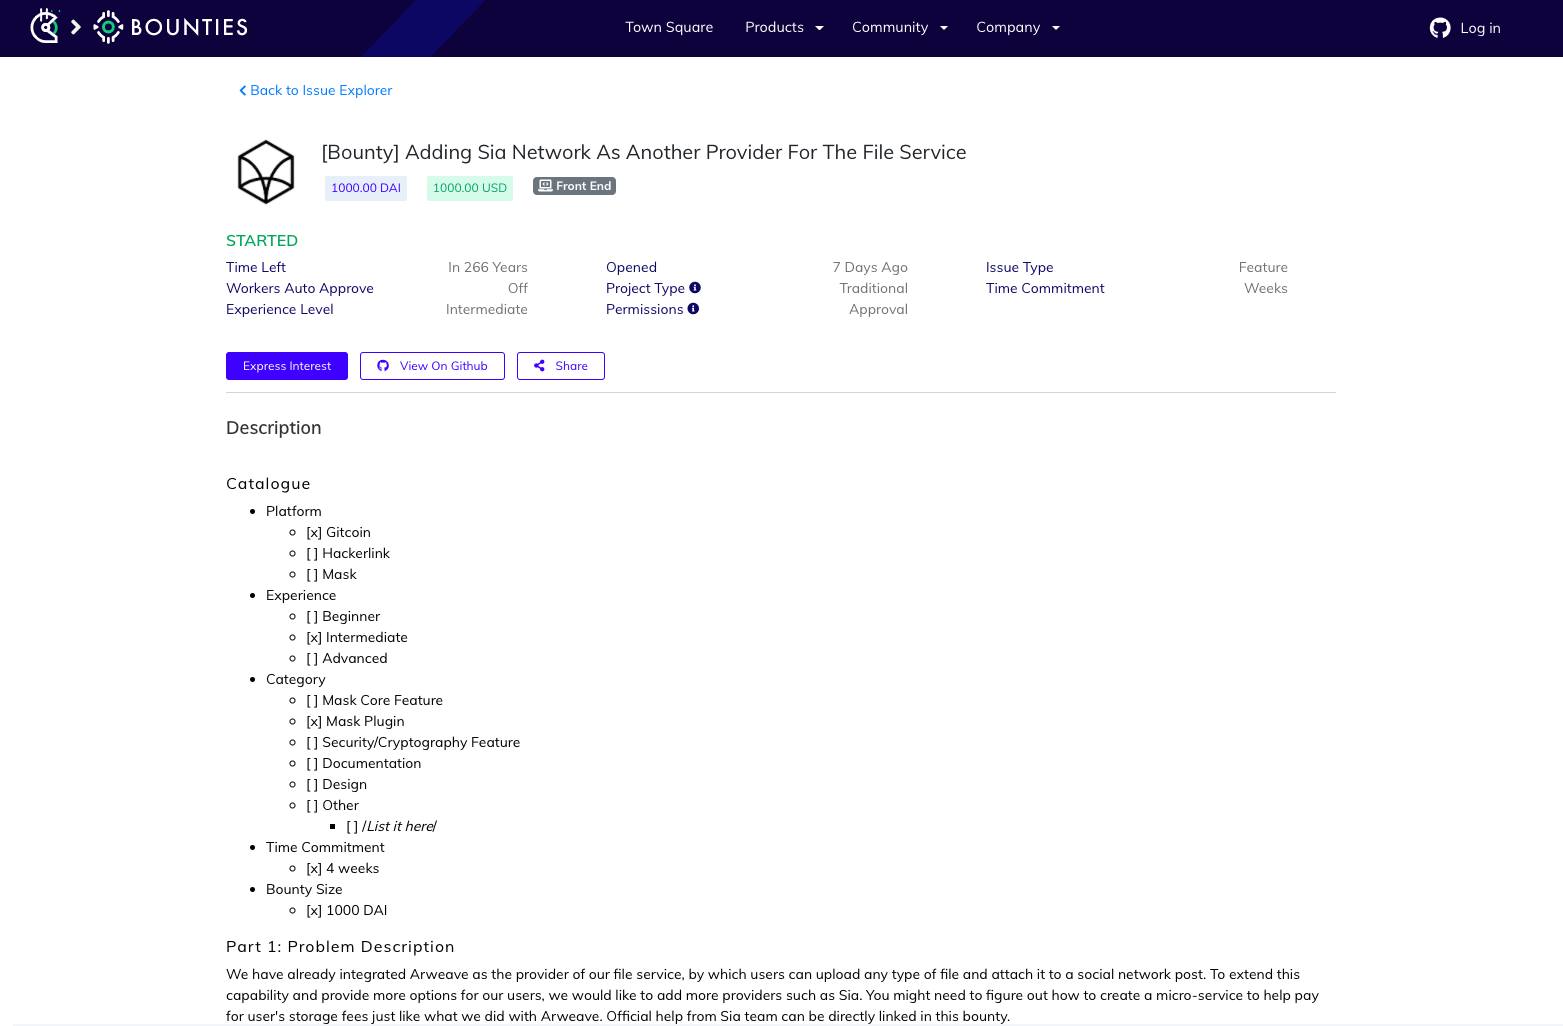 BOUNTIES
Town Square Products Community Company Log in
Back to Issue Explorer
[Bounty] Adding Sia Network As Another Provider For The File Service
1000.00 DAI 1000.00 USD Front End
STARTED
Time Left In 266 Years Opened 7 Days Ago Issue Type Feature
Workers Auto Approve Off Project Type Traditional Time Commitment Weeks
Experience Level Intermediate Permissions Approval
Express Interest View On Github Share
Description
Catalogue
Platform
[x] Gitcoin
[ ] Hackerlink
[ ] Mask
Experience
[ ] Beginner
[x] Intermediate
[ ] Advanced
Category
[ ] Mask Core Feature
[x] Mask Plugin
[ ] Security/Cryptography Feature
[ ] Documentation
[ ] Design
[ ] Other
[ ] /List it here/
Time Commitment
[x] 4 weeks
Bounty Size
[x] 1000 DAI
Part 1: Problem Description
We have already integrated Arweave as the provider of our file service, by which users can upload any type of file and attach it to a social network post. To extend this
capability and provide more options for our users, we would like to add more providers such as Sia. You might need to figure out how to create a micro-service to help pay
for user's storage fees just like what we did with Arweave. Official help from Sia team can be directly linked in this bounty.